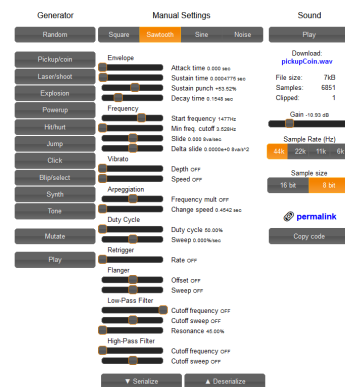 Generator
Random
Pickup/coin
Laser/shoot
Explosion
Powerup
Hit/hurt
Jump
Click
Blip/select
Synth
Tone
Mutate
Play
Manual Settings
Square Sawtooth Sine Noise
Envelope
Attack time 0.000 sec
Sustain time 0.0004775 sec
Sustain punch +53.52%
Decay time 0.1548 sec
Frequency
Start frequency 1477Hz
Min freq. cutoff 3.528Hz
Slide 0.000 8va/sec
Delta slide 0.0000e+0 8va/s^2
Vibrato
Depth OFF
Speed OFF
Arpeggiation
Frequency mult OFF
Change speed 0.4542 sec
Duty Cycle
Duty cycle 50.00%
Sweep 0.000%/sec
Retrigger
Rate OFF
Flanger
Offset OFF
Sweep OFF
Low-Pass Filter
Cutoff frequency OFF
Cutoff sweep OFF
Resonance 45.00%
High-Pass Filter
Cutoff frequency OFF
Cutoff sweep OFF
▼ Serialize ▲ Deserialize
Sound
Play
Download:
pickupCoin.wav
File size: 7kB
Samples: 6851
Clipped: 1
Gain -10.93 dB
Sample Rate (Hz)
44k 22k 11k 6k
Sample size
16 bit 8 bit
permalink
Copy code